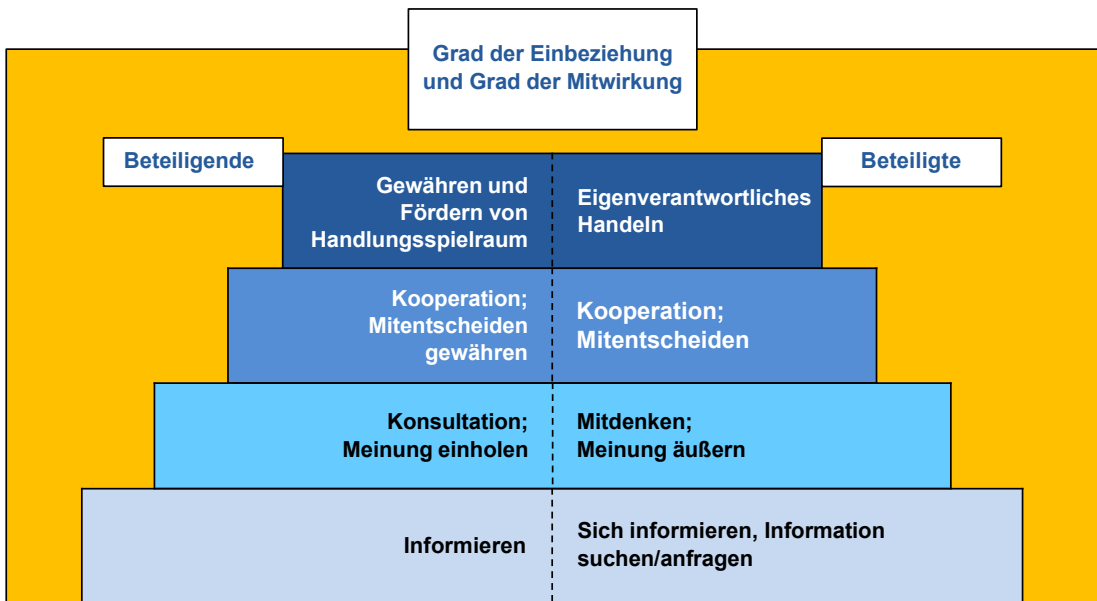 Grad der Einbeziehung
und Grad der Mitwirkung
Beteiligende
Beteiligte
Gewähren und
Fördern von
Handlungsspielraum
Eigenverantwortliches
Handeln
Kooperation;
Mitentscheiden
gewähren
Kooperation;
Mitentscheiden
Konsultation;
Meinung einholen
Mitdenken;
Meinung äußern
Informieren
Sich informieren, Information
suchen/anfragen